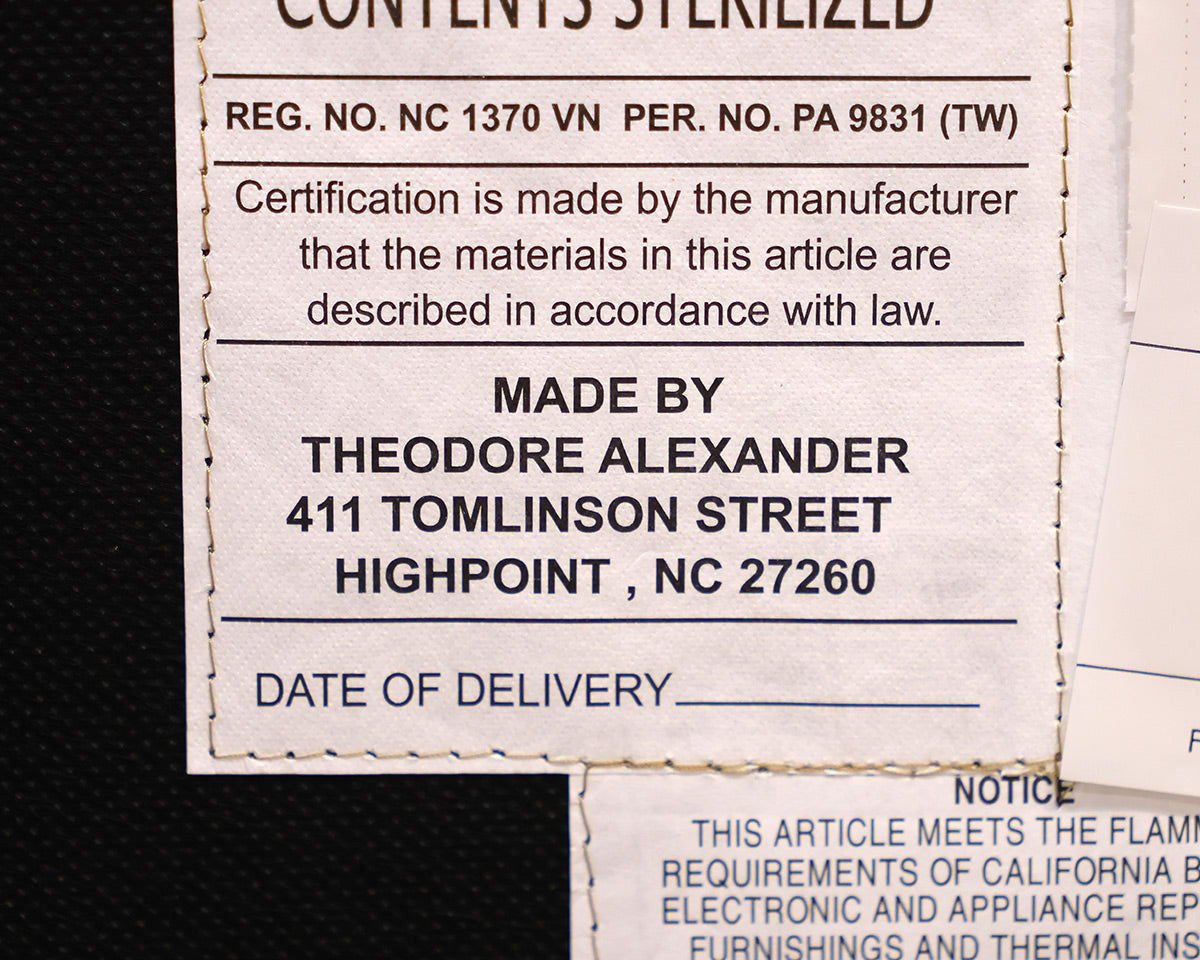 CONTENTS STERILIZED
REG. NO. NC 1370 VN PER. NO. PA 9831 (TW)
Certification is made by the manufacturer
that the materials in this article are
described in accordance with law.
MADE BY
THEODORE ALEXANDER
411 TOMLINSON STREET
HIGHPOINT , NC 27260
DATE OF DELIVERY
NOTICE
THIS ARTICLE MEETS THE
REQUIREMENTS OF CALIFORNIA
ELECTRONIC AND APPLIANCE
FURNISHINGS AND THERMAL